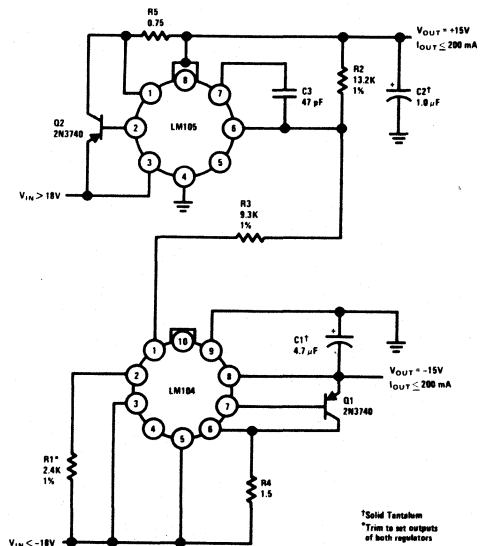 R5
0.75
VOUT = +15V
IOUT ≤ 200 mA
1
8
7
C3
47 pF
R2
13.2K
1%
C2†
1.0 μF
+
Q2
2N3740
2
LM105
6
3
4
5
VIN > 18V
R3
9.3K
1%
1
10
9
C1†
4.7 μF
+
2
LM104
8
VOUT = -15V
IOUT ≤ 200 mA
3
7
Q1
2N3740
4
5
6
R1*
2.4K
1%
R4
1.5
†Solid Tantalum
*Trim to set outputs
of both regulators
VIN < -18V